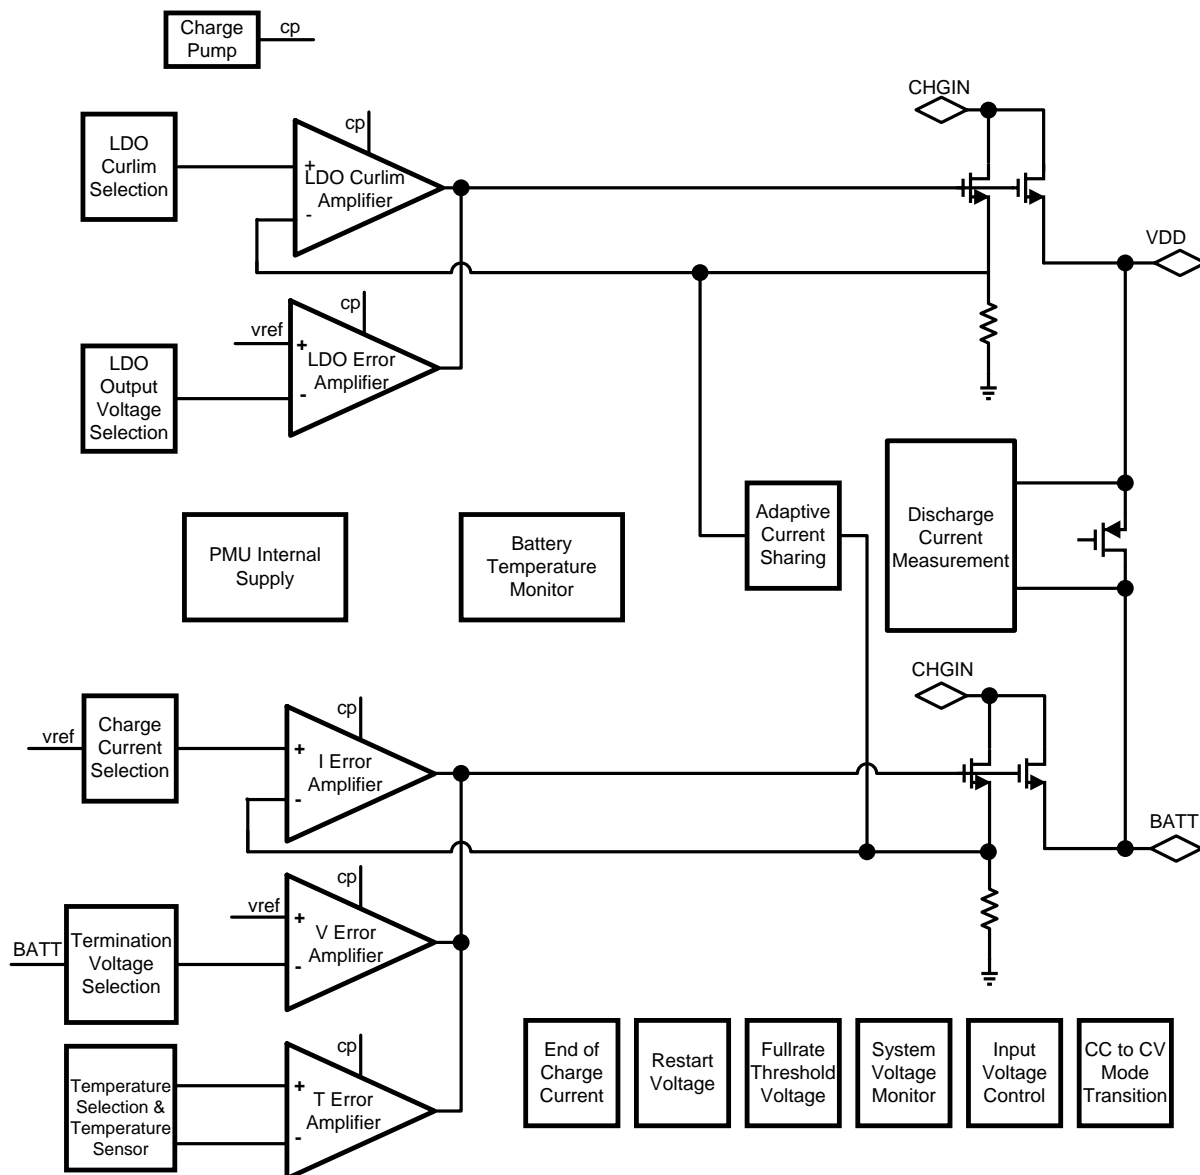 Charge
Pump
cp
CHGIN
LDO
Curlim
Selection
cp
+
LDO Curlim
Amplifier
-
VDD
cp
vref
+
LDO Error
Amplifier
-
LDO
Output
Voltage
Selection
PMU Internal
Supply
Battery
Temperature
Monitor
Adaptive
Current
Sharing
Discharge
Current
Measurement
CHGIN
vref
Charge
Current
Selection
cp
+
I Error
Amplifier
-
BATT
cp
vref
+
V Error
Amplifier
-
BATT
Termination
Voltage
Selection
cp
+
T Error
Amplifier
-
Temperature
Selection &
Temperature
Sensor
End of
Charge
Current
Restart
Voltage
Fullrate
Threshold
Voltage
System
Voltage
Monitor
Input
Voltage
Control
CC to CV
Mode
Transition